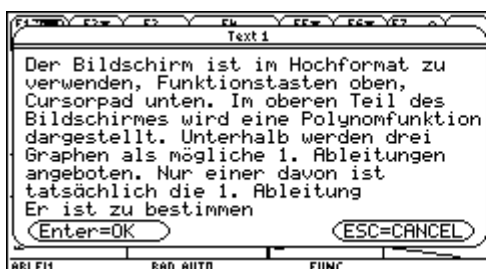 Text 1
Der Bildschirm ist im Hochformat zu
verwenden, Funktionstasten oben,
Cursorpad unten. Im oberen Teil des
Bildschirmes wird eine Polynomfunktion
dargestellt. Unterhalb werden drei
Graphen als mögliche 1. Ableitungen
angeboten. Nur einer davon ist
tatsächlich die 1. Ableitung
Er ist zu bestimmen
Enter=OK ESC=CANCEL
RAD AUTO FUNC